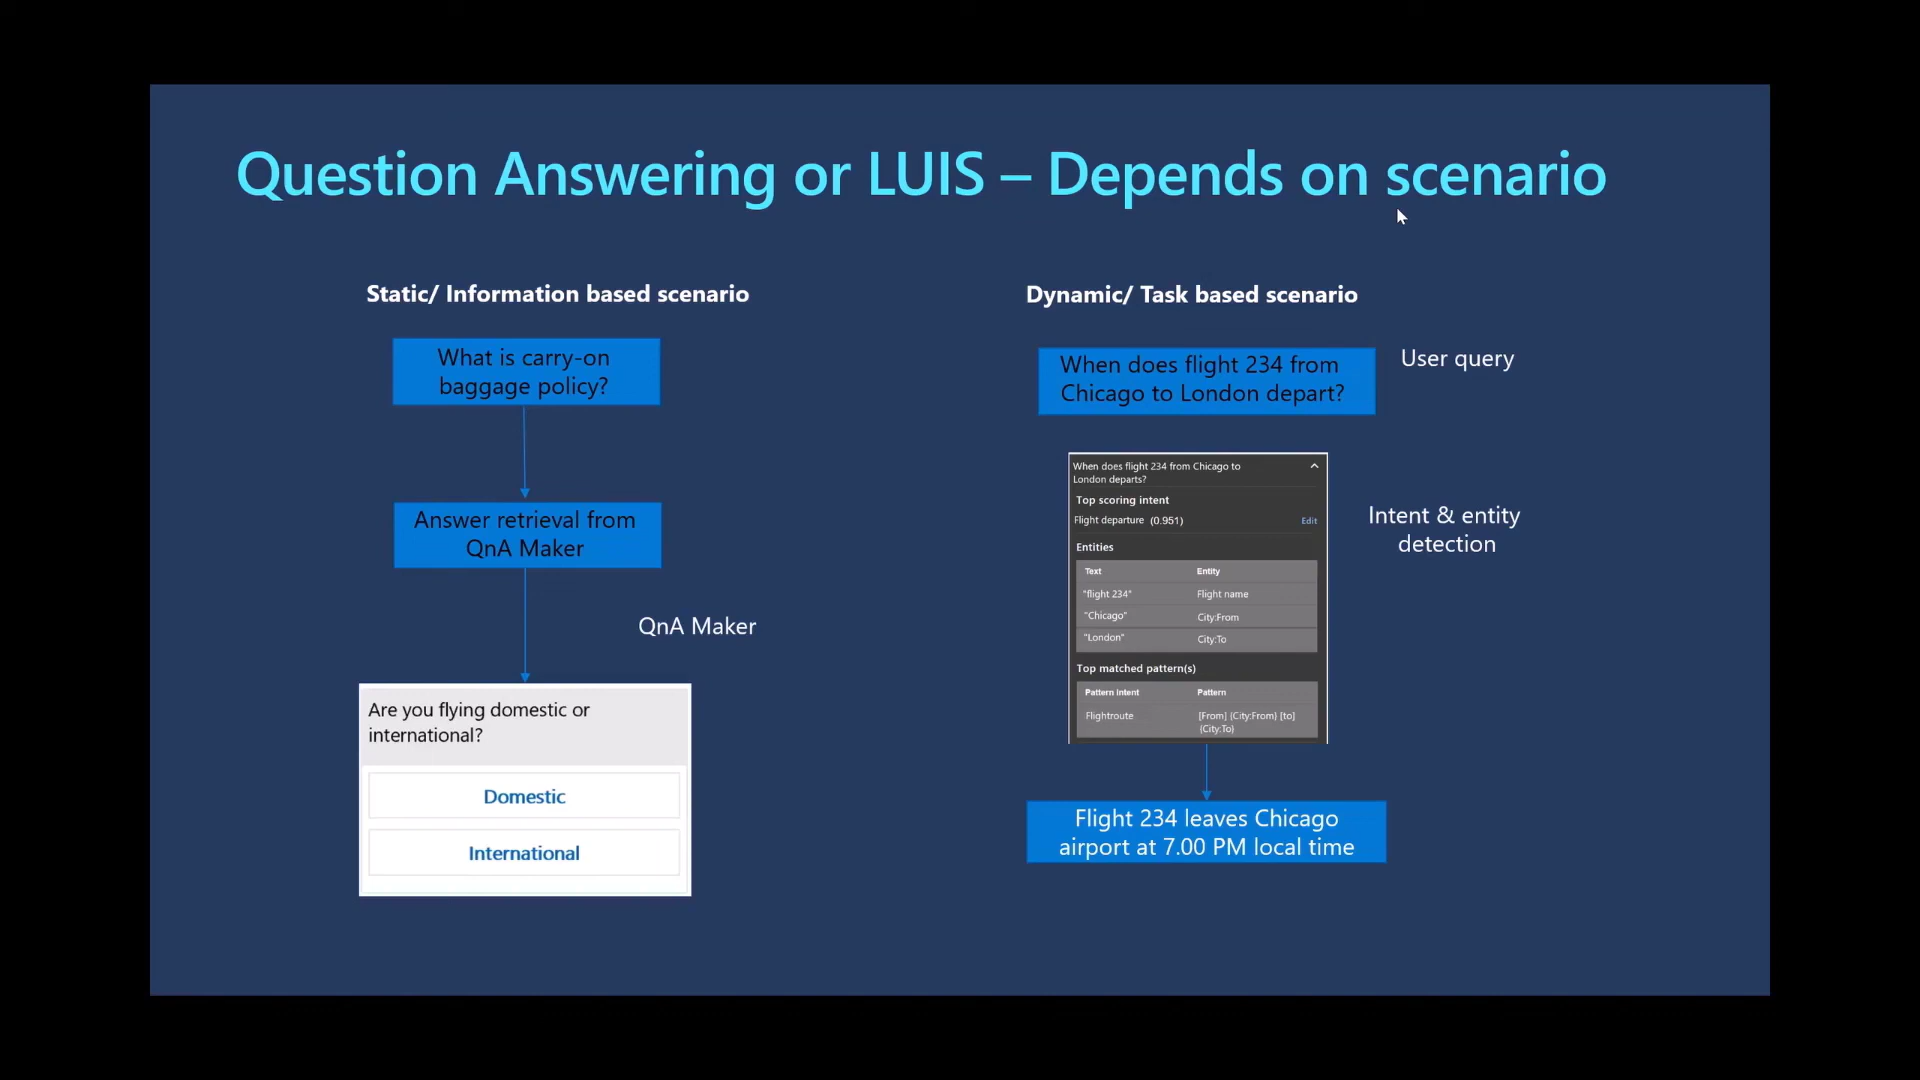 Question Answering or LUIS – Depends on scenario
Static/ Information based scenario
What is carry-on
baggage policy?
Answer retrieval from
QnA Maker
QnA Maker
Are you flying domestic or
international?
Domestic
International
Dynamic/ Task based scenario
When does flight 234 from
Chicago to London depart?
User query
When does flight 234 from Chicago to
London departs?
Top scoring intent
Flight departure (0.951)
Edit
Entities
Text Entity
"flight 234" Flight name
"Chicago" City:From
"London" City:To
Top matched pattern(s)
Pattern Intent Pattern
Flightroute [From] {City:From} [to]
{City:To}
Intent & entity
detection
Flight 234 leaves Chicago
airport at 7.00 PM local time